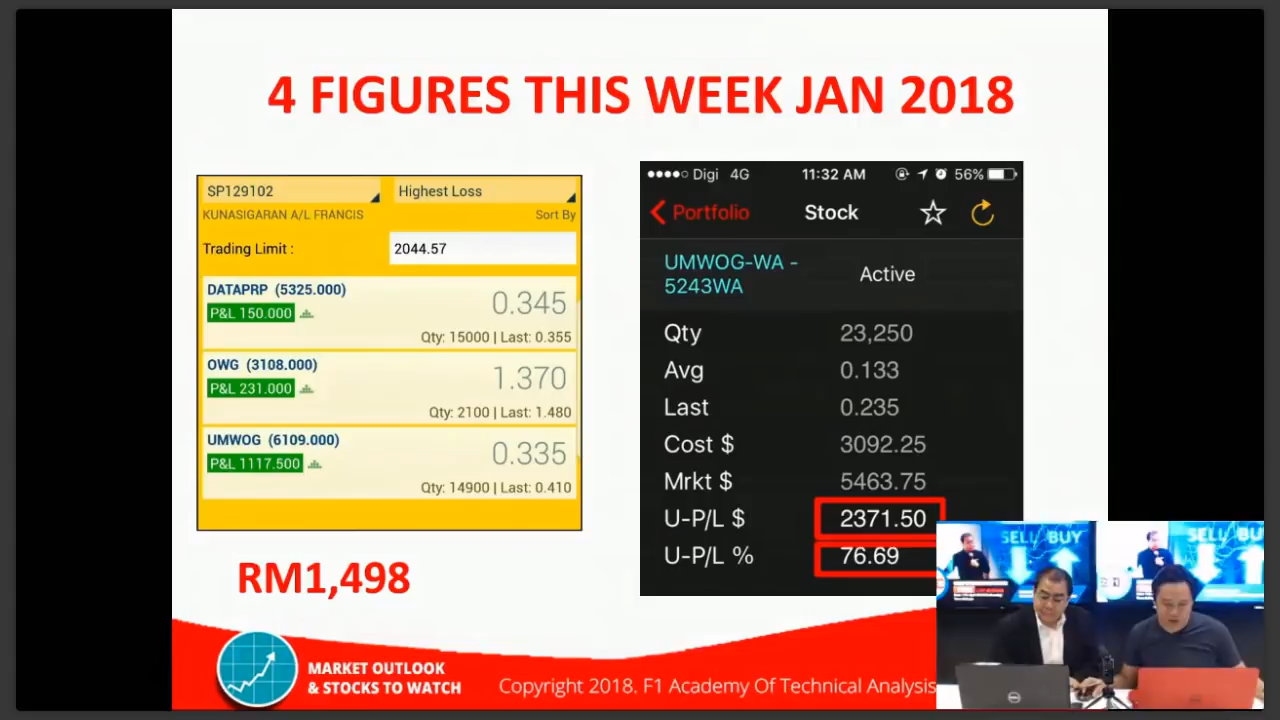 4 FIGURES THIS WEEK JAN 2018
SP129102
Highest Loss
KUNASIGARAN A/L FRANCIS
Sort By
Trading Limit :
2044.57
DATAPRP (5325.000)
0.345
P&L 150.000
Qty: 15000 | Last: 0.355
OWG (3108.000)
1.370
P&L 231.000
Qty: 2100 | Last: 1.480
UMWOG (6109.000)
0.335
P&L 1117.500
Qty: 14900 | Last: 0.410
RM1,498
Digi 4G
11:32 AM
56%
Portfolio
Stock
UMWOG-WA -
5243WA
Active
Qty 23,250
Avg 0.133
Last 0.235
Cost $ 3092.25
Mrkt $ 5463.75
U-P/L $ 2371.50
U-P/L % 76.69
SELL BUY
SELL BU
MARKET OUTLOOK
& STOCKS TO WATCH
Copyright 2018. F1 Academy Of Technical Analysis